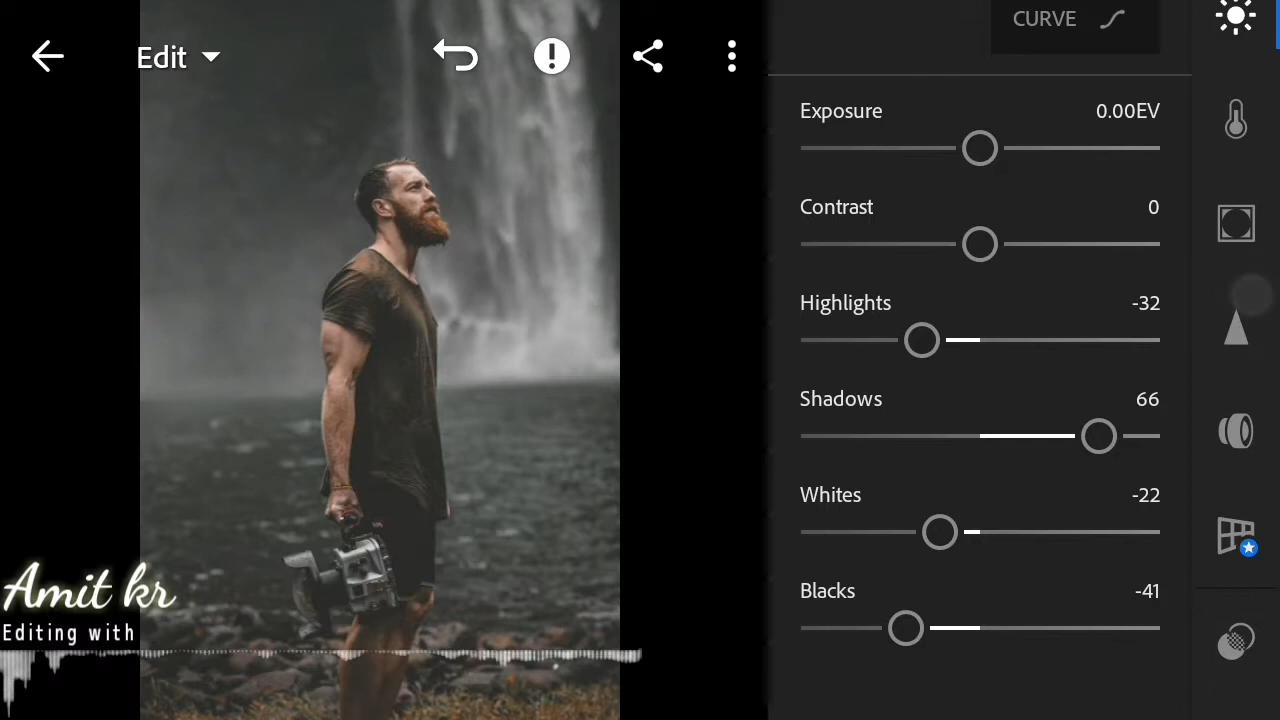 Edit
CURVE
Exposure 0.00EV
Contrast 0
Highlights -32
Shadows 66
Whites -22
Blacks -41
Amit kr
Editing with